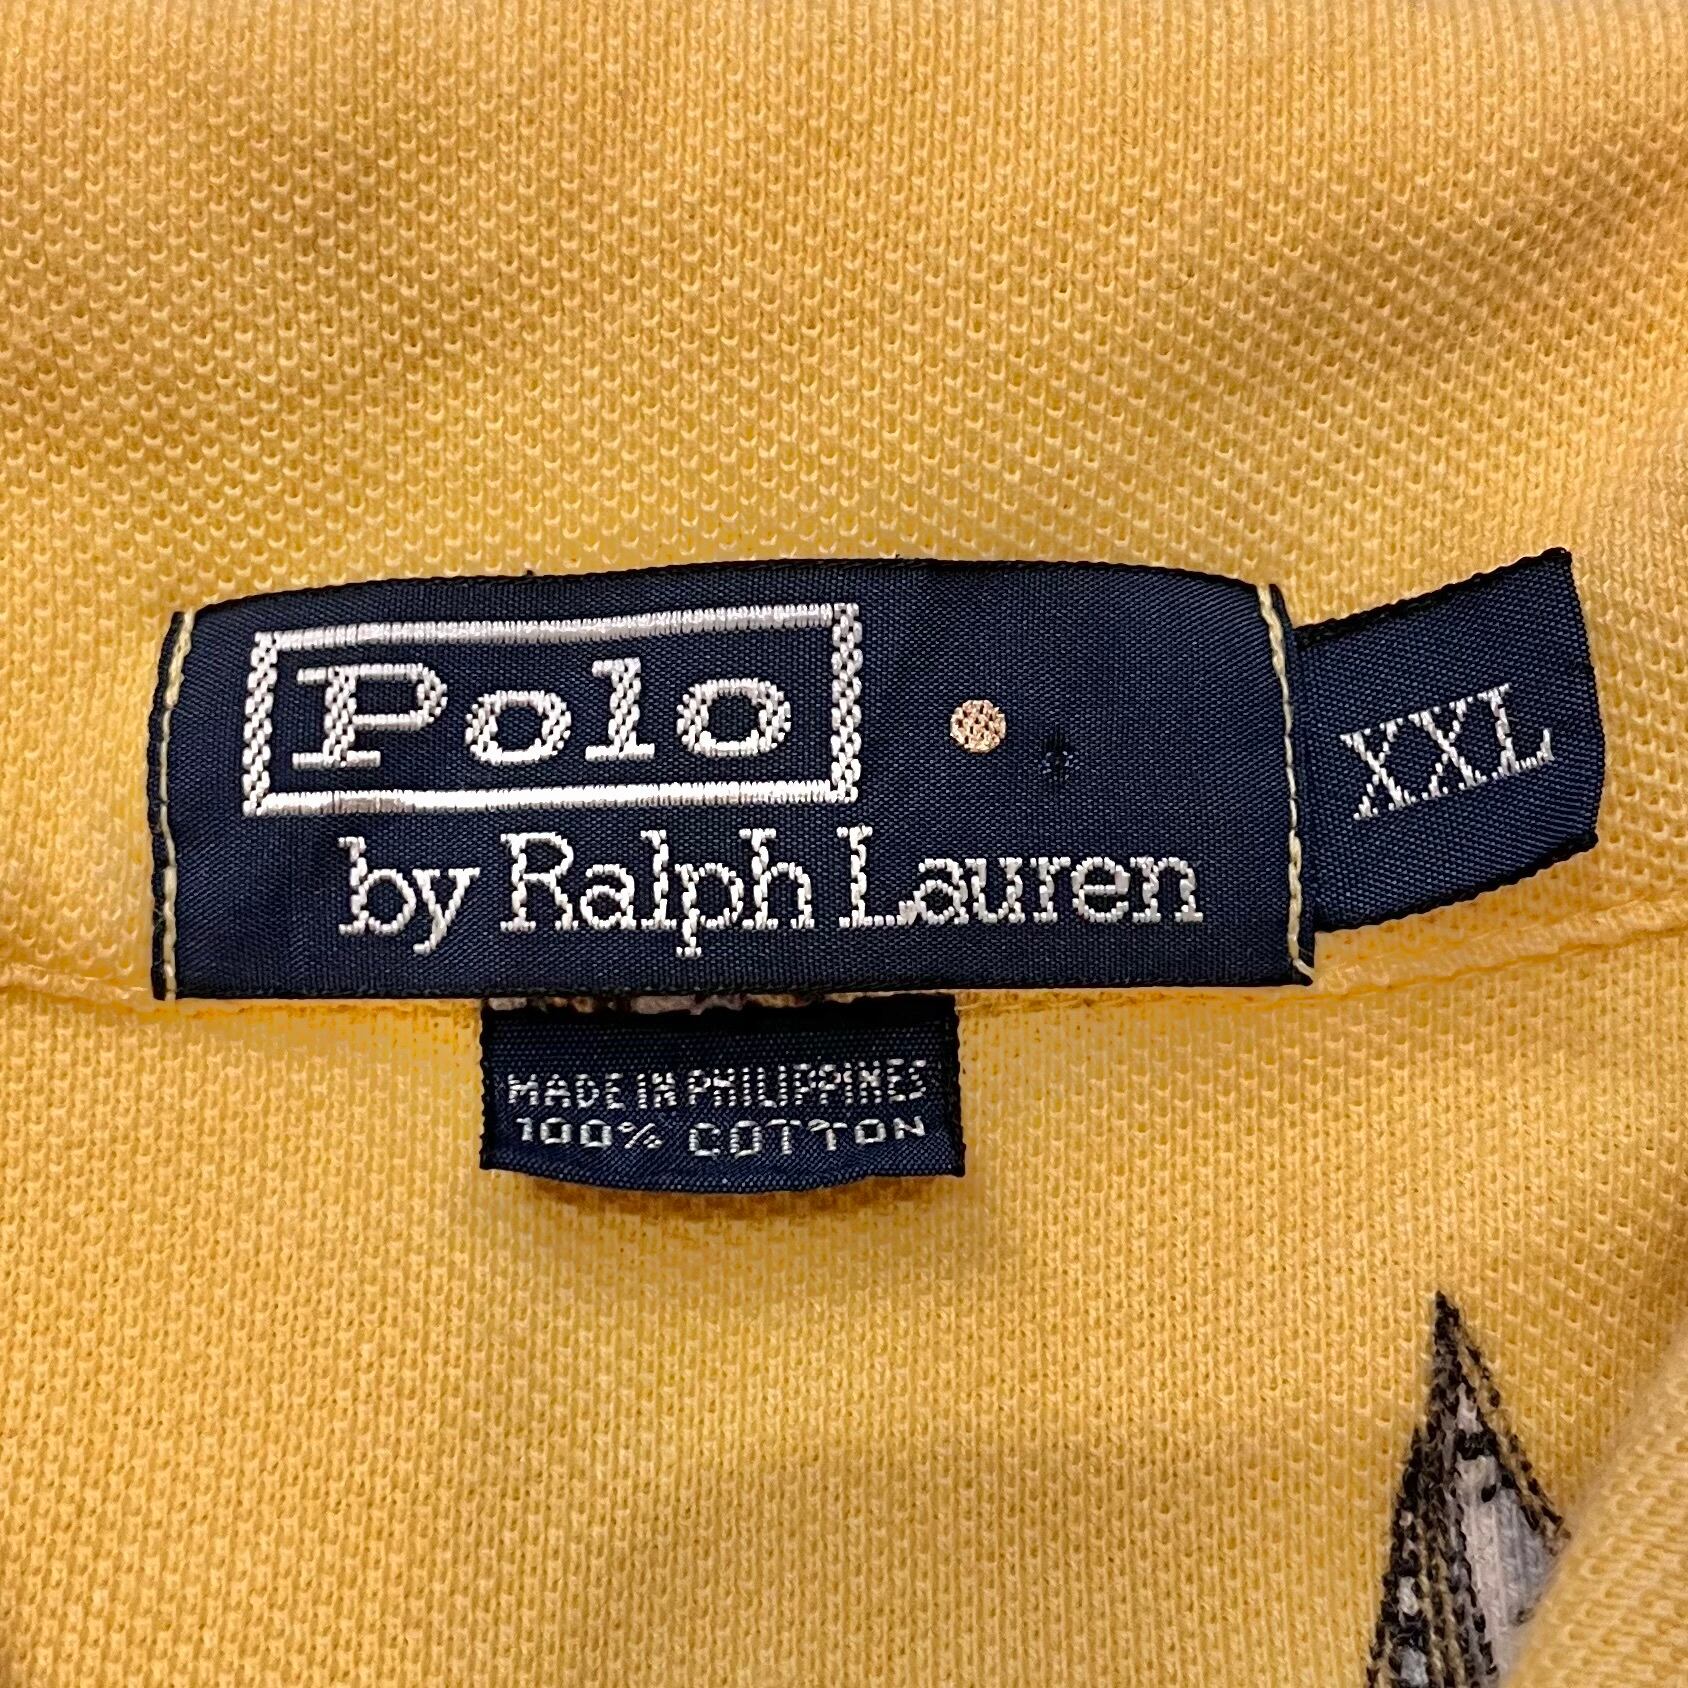 Polo
by Ralph Lauren
XXL
MADE IN PHILIPPINES
100% COTTON